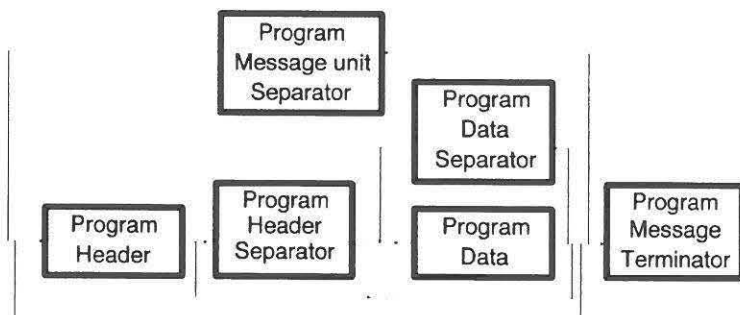 Program
Message unit
Separator
Program
Data
Separator
Program
Header
Program
Header
Separator
Program
Data
Program
Message
Terminator